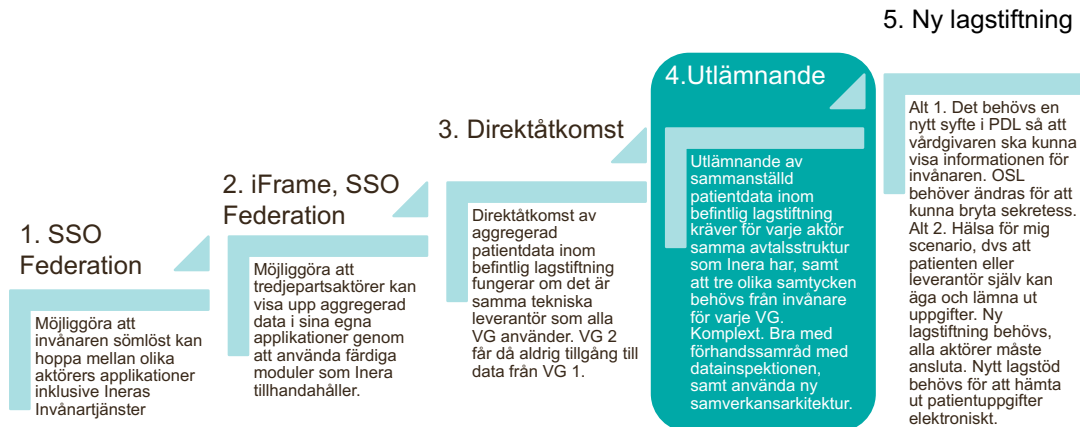 1. SSO
Federation
Möjliggöra att
invånaren sömlöst kan
hoppa mellan olika
aktörers applikationer
inklusive Ineras
Invånartjänster
2. iFrame, SSO
Federation
Möjliggöra att
tredjepartsaktörer kan
visa upp aggregerad
data i sina egna
applikationer genom
att använda färdiga
moduler som Inera
tillhandahåller.
3. Direktåtkomst
Direktåtkomst av
aggregerad
patientdata inom
befintlig lagstiftning
fungerar om det är
samma tekniska
leverantör som alla
VG använder. VG 2
får då aldrig tillgång till
data från VG 1.
4.Utlämnande
Utlämnande av
sammanställd
patientdata inom
befintlig lagstiftning
kräver för varje aktör
samma avtalsstruktur
som Inera har, samt
att tre olika samtycken
behövs från invånare
för varje VG.
Komplext. Bra med
förhandssamråd med
datainspektionen,
samt använda ny
samverkansarkitektur.
5. Ny lagstiftning
Alt 1. Det behövs en
nytt syfte i PDL så att
vårdgivaren ska kunna
visa informationen för
invånaren. OSL
behöver ändras för att
kunna bryta sekretess.
Alt 2. Hälsa för mig
scenario, dvs att
patienten eller
leverantör själv kan
äga och lämna ut
uppgifter. Ny
lagstiftning behövs,
alla aktörer måste
ansluta. Nytt lagstöd
behövs för att hämta
ut patientuppgifter
elektroniskt.